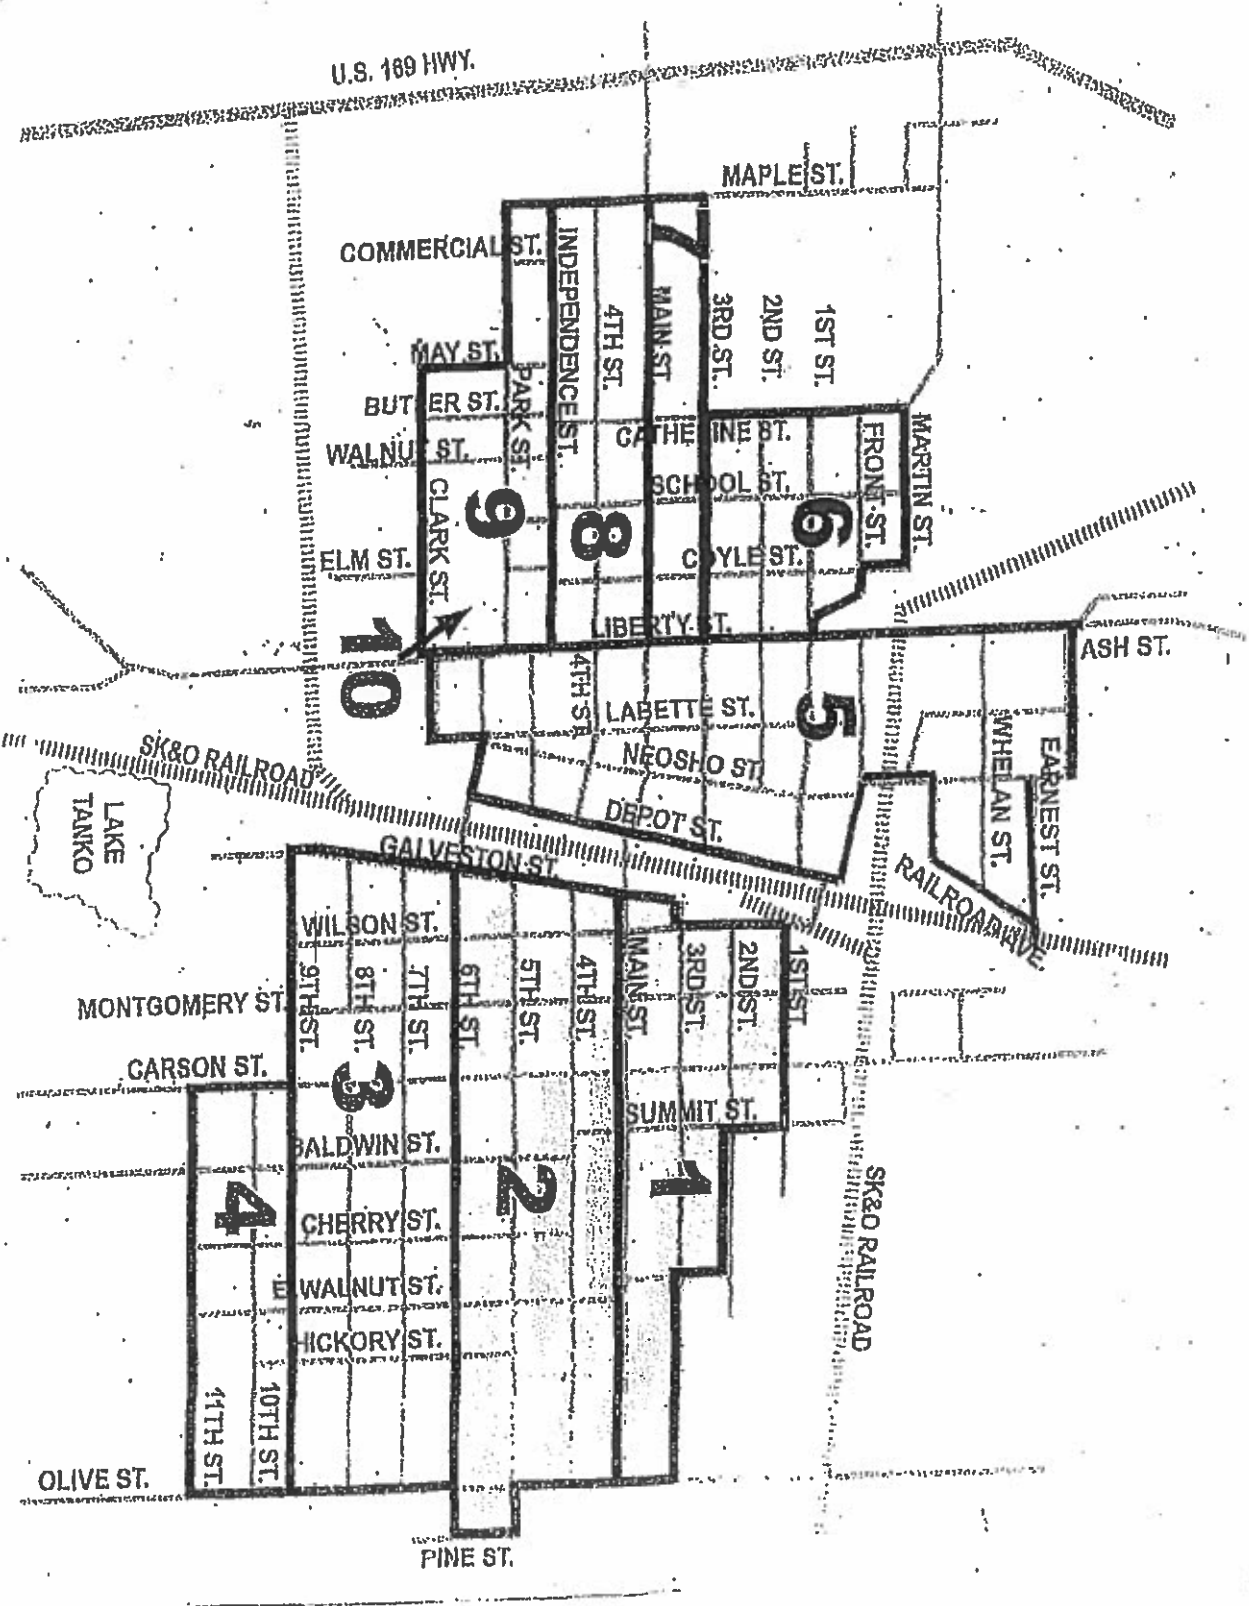 U.S. 169 HWY.
MAPLE ST.
COMMERCIAL ST.
INDEPENDENCE ST.
4TH ST.
MAIN ST.
3RD ST.
2ND ST.
1ST ST.
7
MAY ST.
BUTLER ST.
PARK ST.
WALNUT ST.
CATHERINE ST.
SCHOOL ST.
FRONT ST.
MARTIN ST.
CLARK ST.
9
8
6
ELM ST.
COYLE ST.
LIBERTY ST.
10
ASH ST.
4TH ST.
LABETTE ST.
5
NEOSHO ST.
WHELAN ST.
EARNEST ST.
SK&O RAILROAD
LAKE
TANKO
DEPOT ST.
GALVESTON ST.
RAILROAD AVE.
WILSON ST.
MONTGOMERY ST.
9TH ST.
8TH ST.
7TH ST.
6TH ST.
5TH ST.
4TH ST.
MAIN ST.
3RD ST.
2ND ST.
1ST ST.
CARSON ST.
3
SUMMIT ST.
BALDWIN ST.
4
2
1
CHERRY ST.
E. WALNUT ST.
HICKORY ST.
SK&O RAILROAD
11TH ST.
10TH ST.
OLIVE ST.
PINE ST.